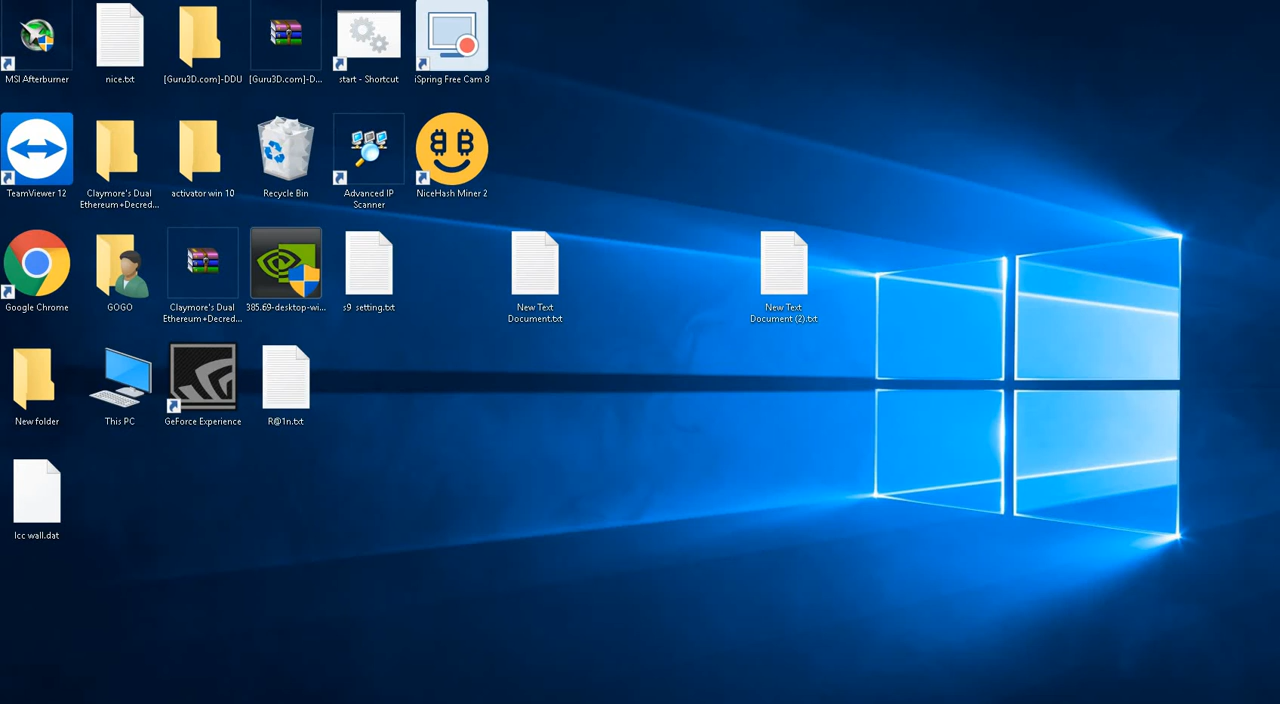 MSI Afterburner
nice.txt
[Guru3D.com]-DDU
[Guru3D.com]-D...
start - Shortcut
iSpring Free Cam 8
TeamViewer 12
Claymore's Dual
Ethereum+Decred...
activator win 10
Recycle Bin
Advanced IP
Scanner
NiceHash Miner 2
Google Chrome
GOGO
Claymore's Dual
Ethereum+Decred...
385.69-desktop-wi...
s9 setting.txt
New Text
Document.txt
New Text
Document (2).txt
New folder
This PC
GeForce Experience
R@1n.txt
lcc wall.dat